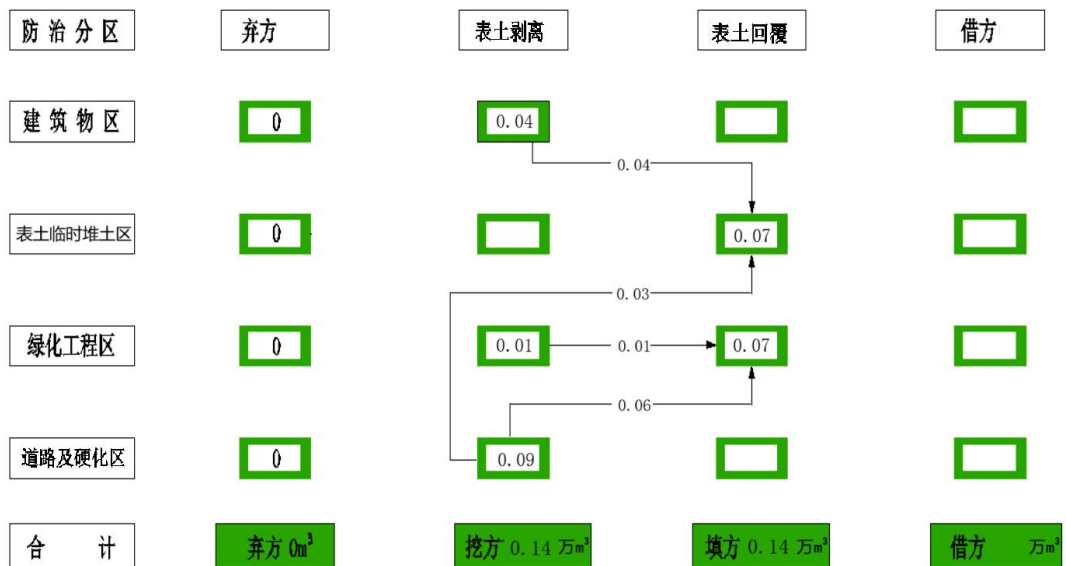 防治分区 弃方 表土剥离 表土回覆 借方
建筑物区 0 0.04
0.04
表土临时堆土区 0 0.07
0.03
绿化工程区 0 0.01 0.01 0.07
0.06
道路及硬化区 0 0.09
合计 弃方 0m³ 挖方 0.14 万m³ 填方 0.14 万m³ 借方 万m³